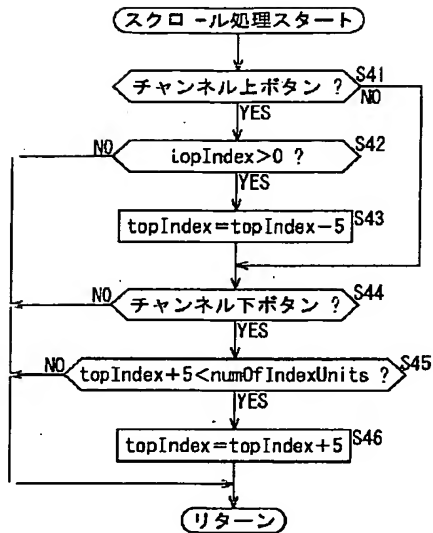 スクロール処理スタート
チャンネル上ボタン ?
S41
NO
YES
NO
iopIndex>0 ?
S42
YES
topIndex=topIndex−5
S43
NO
チャンネル下ボタン ?
S44
YES
NO
topIndex+5<numOfIndexUnits ?
S45
YES
topIndex=topIndex+5
S46
リターン